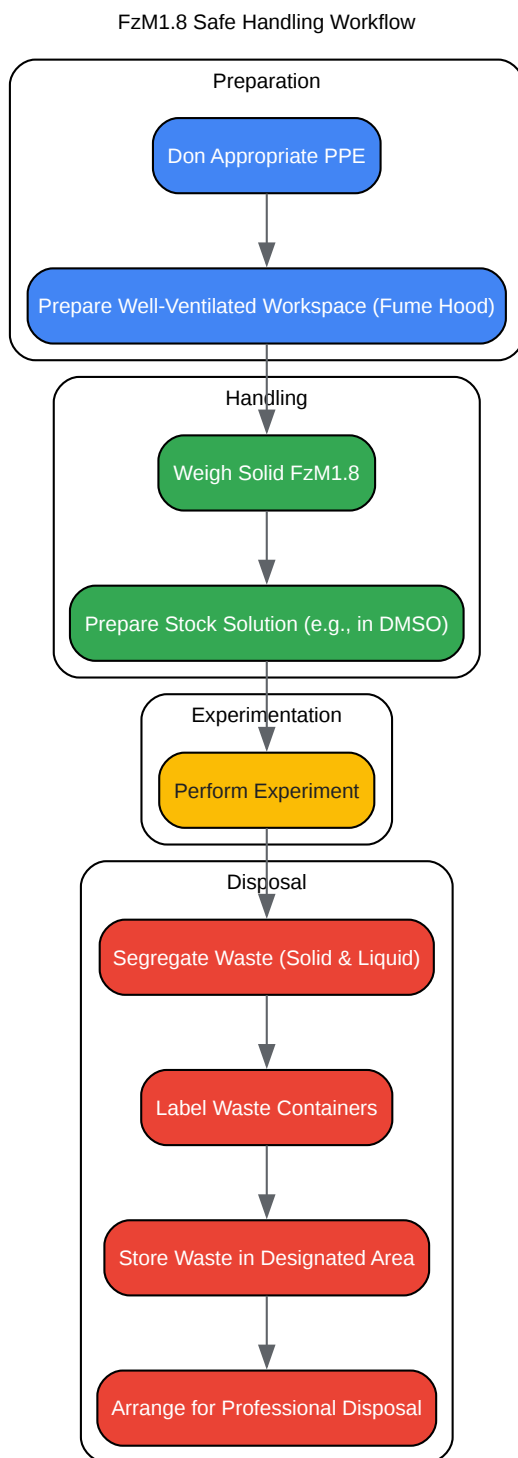 FzM1.8 Safe Handling Workflow
Preparation
Don Appropriate PPE
Prepare Well-Ventilated Workspace (Fume Hood)
Handling
Weigh Solid FzM1.8
Prepare Stock Solution (e.g., in DMSO)
Experimentation
Perform Experiment
Disposal
Segregate Waste (Solid & Liquid)
Label Waste Containers
Store Waste in Designated Area
Arrange for Professional Disposal